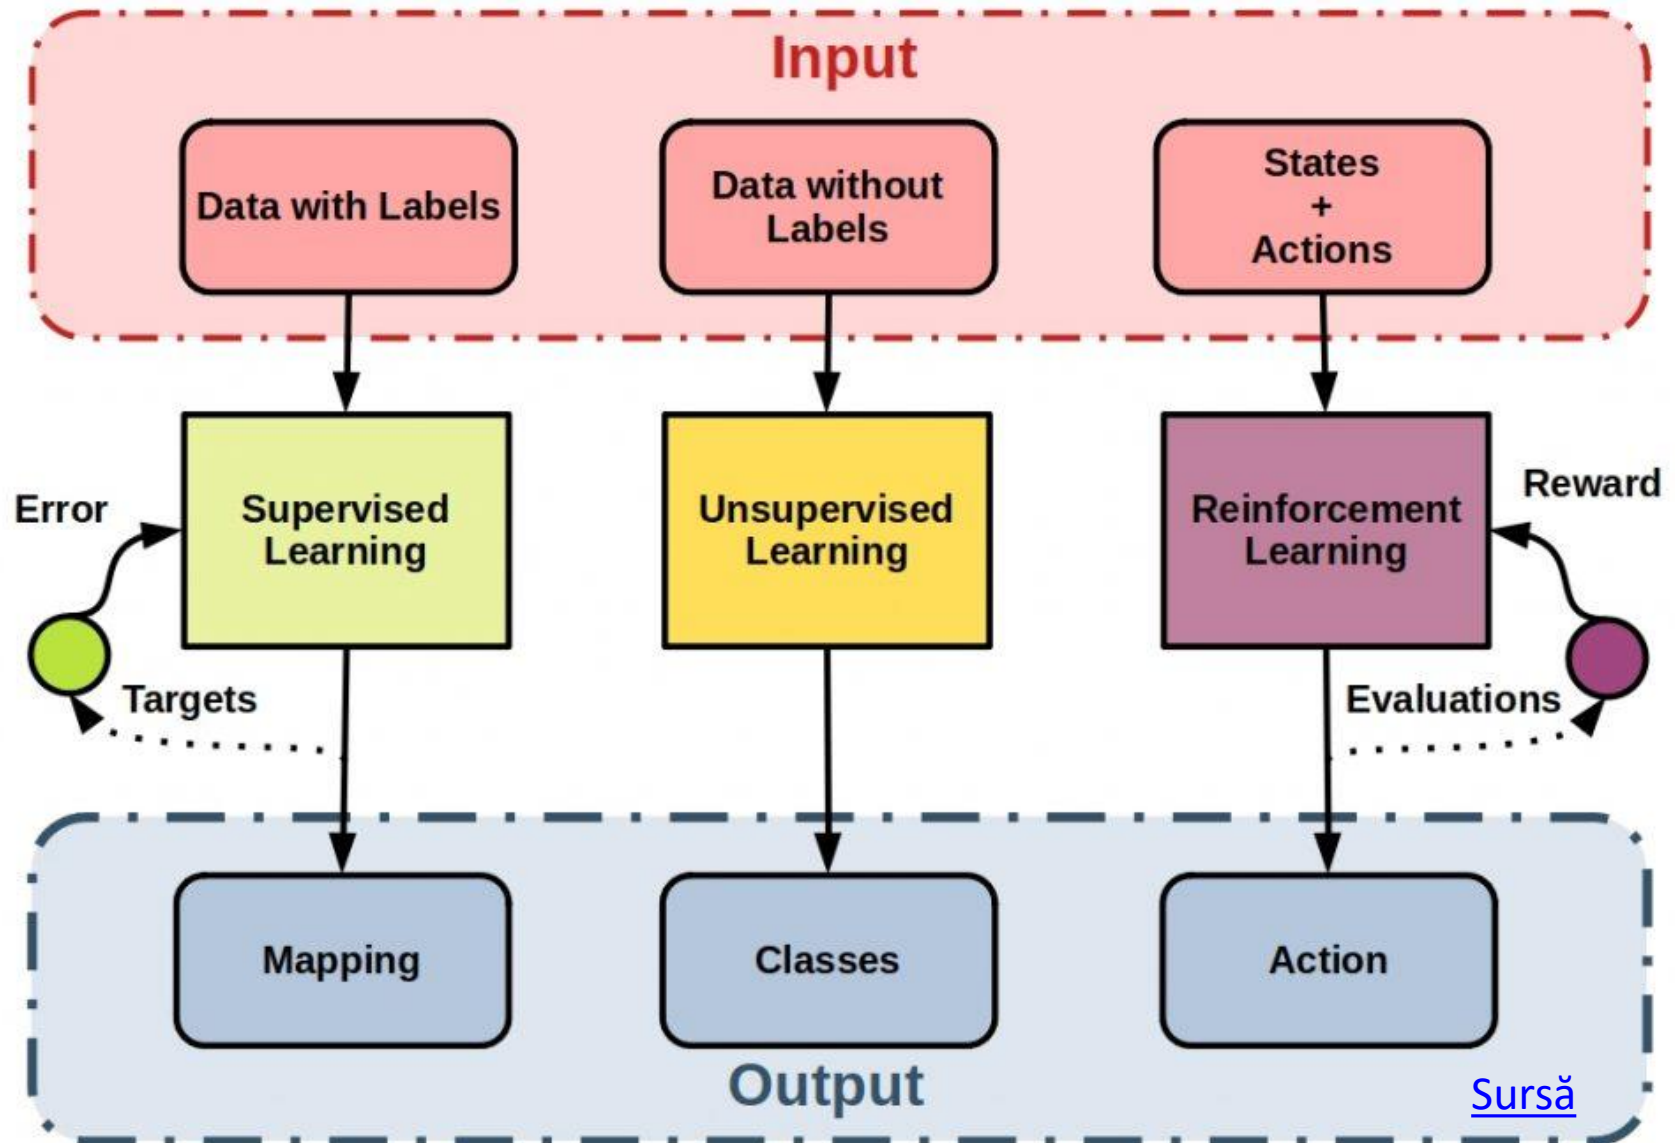 Input
Data with Labels
Data without
Labels
States
+
Actions
Error
Supervised
Learning
Unsupervised
Learning
Reinforcement
Learning
Reward
Targets
Evaluations
Mapping
Classes
Action
Output
Sursă